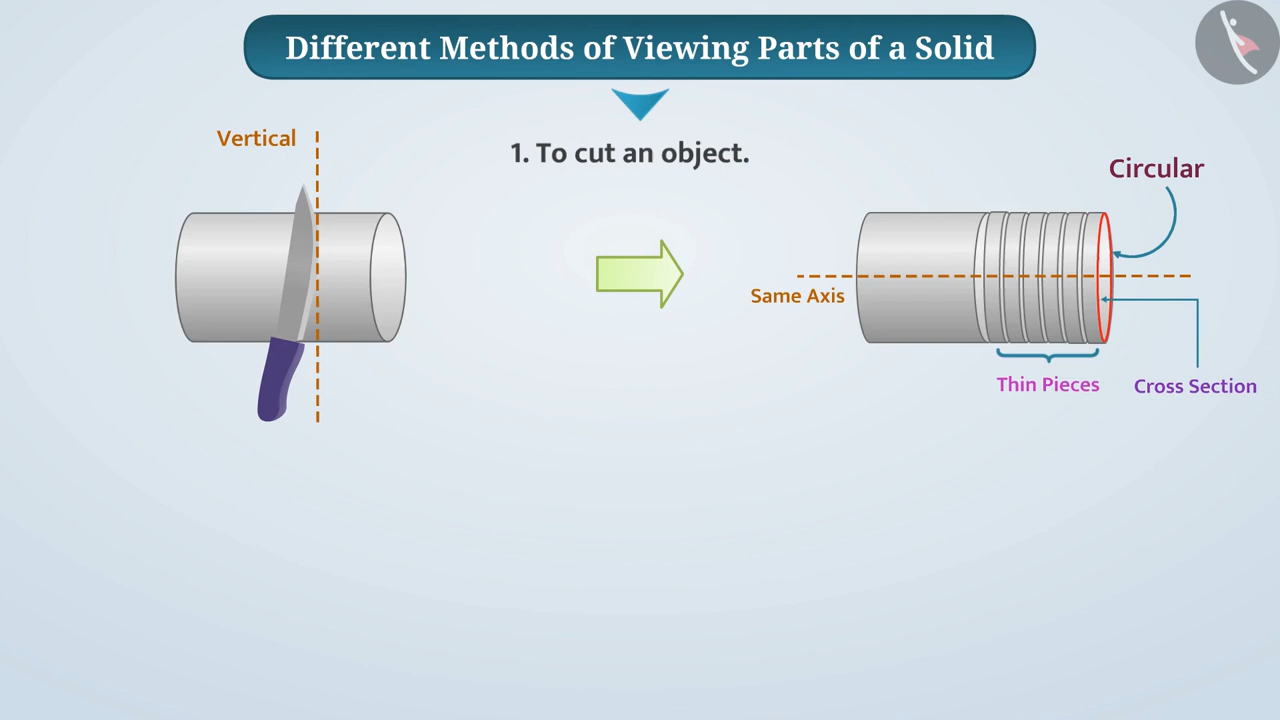 Different Methods of Viewing Parts of a Solid
Vertical
1. To cut an object.
Circular
Same Axis
Thin Pieces
Cross Section